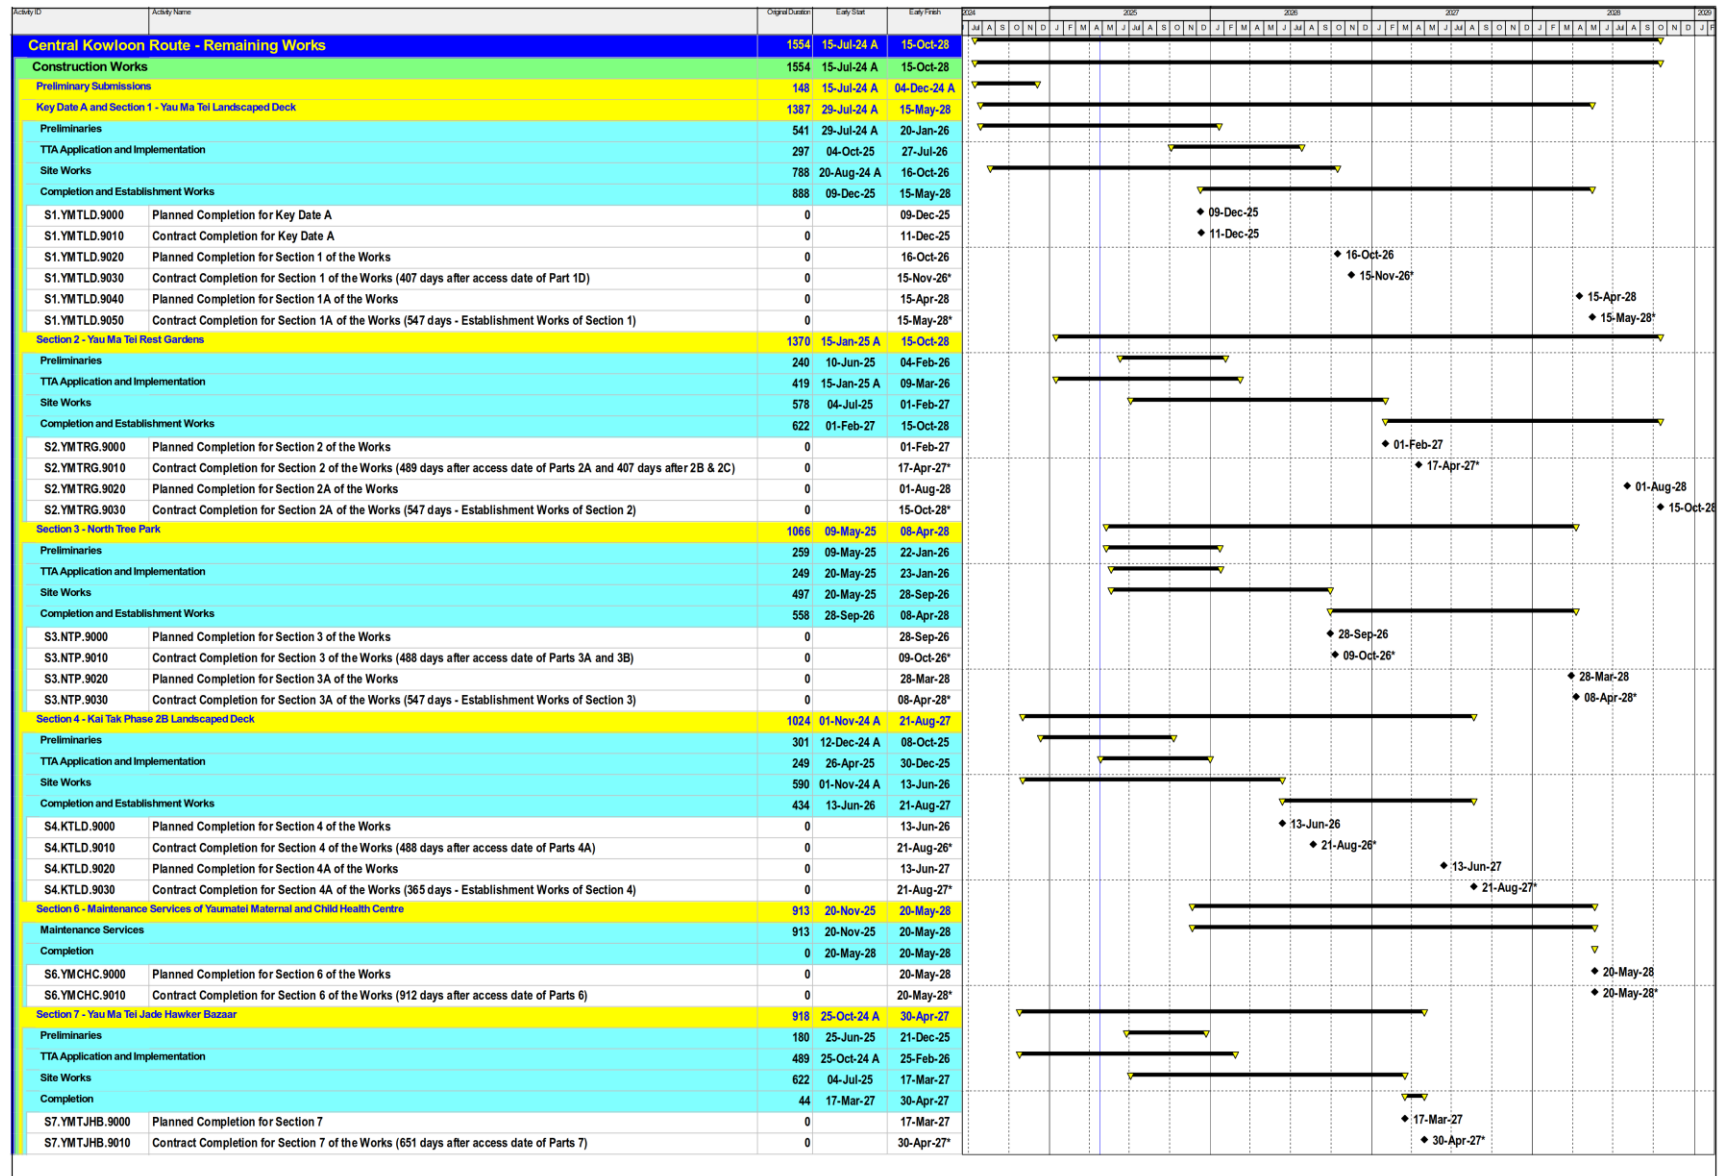 Activity ID Activity Name Original Duration Early Start Early Finish 2024 2025 2026 2027 2028 2029
Jul A S O N D J F M A M J Jul A S O N D J F M A M J Jul A S O N D J F M A M J Jul A S O N D J F M A M J Jul A S O N D J F
Central Kowloon Route - Remaining Works 1554 15-Jul-24 A 15-Oct-28
Construction Works 1554 15-Jul-24 A 15-Oct-28
Preliminary Submissions 148 15-Jul-24 A 04-Dec-24 A
Key Date A and Section 1 - Yau Ma Tei Landscaped Deck 1387 29-Jul-24 A 15-May-28
Preliminaries 541 29-Jul-24 A 20-Jan-26
TTA Application and Implementation 297 04-Oct-25 27-Jul-26
Site Works 788 20-Aug-24 A 16-Oct-26
Completion and Establishment Works 888 09-Dec-25 15-May-28
S1.YMTLD.9000 Planned Completion for Key Date A 0 09-Dec-25 09-Dec-25
S1.YMTLD.9010 Contract Completion for Key Date A 0 11-Dec-25 11-Dec-25
S1.YMTLD.9020 Planned Completion for Section 1 of the Works 0 16-Oct-26 16-Oct-26
S1.YMTLD.9030 Contract Completion for Section 1 of the Works (407 days after access date of Part 1D) 0 15-Nov-26* 15-Nov-26*
S1.YMTLD.9040 Planned Completion for Section 1A of the Works 0 15-Apr-28 15-Apr-28
S1.YMTLD.9050 Contract Completion for Section 1A of the Works (547 days - Establishment Works of Section 1) 0 15-May-28* 15-May-28*
Section 2 - Yau Ma Tei Rest Gardens 1370 15-Jan-25 A 15-Oct-28
Preliminaries 240 10-Jun-25 04-Feb-26
TTA Application and Implementation 419 15-Jan-25 A 09-Mar-26
Site Works 578 04-Jul-25 01-Feb-27
Completion and Establishment Works 622 01-Feb-27 15-Oct-28
S2.YMTRG.9000 Planned Completion for Section 2 of the Works 0 01-Feb-27 01-Feb-27
S2.YMTRG.9010 Contract Completion for Section 2 of the Works (489 days after access date of Parts 2A and 407 days after 2B & 2C) 0 17-Apr-27* 17-Apr-27*
S2.YMTRG.9020 Planned Completion for Section 2A of the Works 0 01-Aug-28 01-Aug-28
S2.YMTRG.9030 Contract Completion for Section 2A of the Works (547 days - Establishment Works of Section 2) 0 15-Oct-28* 15-Oct-28
Section 3 - North Tree Park 1066 09-May-25 08-Apr-28
Preliminaries 259 09-May-25 22-Jan-26
TTA Application and Implementation 249 20-May-25 23-Jan-26
Site Works 497 20-May-25 28-Sep-26
Completion and Establishment Works 558 28-Sep-26 08-Apr-28
S3.NTP.9000 Planned Completion for Section 3 of the Works 0 28-Sep-26 28-Sep-26
S3.NTP.9010 Contract Completion for Section 3 of the Works (488 days after access date of Parts 3A and 3B) 0 09-Oct-26* 09-Oct-26*
S3.NTP.9020 Planned Completion for Section 3A of the Works 0 28-Mar-28 28-Mar-28
S3.NTP.9030 Contract Completion for Section 3A of the Works (547 days - Establishment Works of Section 3) 0 08-Apr-28* 08-Apr-28*
Section 4 - Kai Tak Phase 2B Landscaped Deck 1024 01-Nov-24 A 21-Aug-27
Preliminaries 301 12-Dec-24 A 08-Oct-25
TTA Application and Implementation 249 26-Apr-25 30-Dec-25
Site Works 590 01-Nov-24 A 13-Jun-26
Completion and Establishment Works 434 13-Jun-26 21-Aug-27
S4.KTLD.9000 Planned Completion for Section 4 of the Works 0 13-Jun-26 13-Jun-26
S4.KTLD.9010 Contract Completion for Section 4 of the Works (488 days after access date of Parts 4A) 0 21-Aug-26* 21-Aug-26*
S4.KTLD.9020 Planned Completion for Section 4A of the Works 0 13-Jun-27 13-Jun-27
S4.KTLD.9030 Contract Completion for Section 4A of the Works (365 days - Establishment Works of Section 4) 0 21-Aug-27* 21-Aug-27*
Section 6 - Maintenance Services of Yaumatei Maternal and Child Health Centre 913 20-Nov-25 20-May-28
Maintenance Services 913 20-Nov-25 20-May-28
Completion 0 20-May-28 20-May-28
S6.YMCHC.9000 Planned Completion for Section 6 of the Works 0 20-May-28 20-May-28
S6.YMCHC.9010 Contract Completion for Section 6 of the Works (912 days after access date of Parts 6) 0 20-May-28* 20-May-28*
Section 7 - Yau Ma Tei Jade Hawker Bazaar 918 25-Oct-24 A 30-Apr-27
Preliminaries 180 25-Jun-25 21-Dec-25
TTA Application and Implementation 489 25-Oct-24 A 25-Feb-26
Site Works 622 04-Jul-25 17-Mar-27
Completion 44 17-Mar-27 30-Apr-27
S7.YMTJHB.9000 Planned Completion for Section 7 0 17-Mar-27 17-Mar-27
S7.YMTJHB.9010 Contract Completion for Section 7 of the Works (651 days after access date of Parts 7) 0 30-Apr-27* 30-Apr-27*